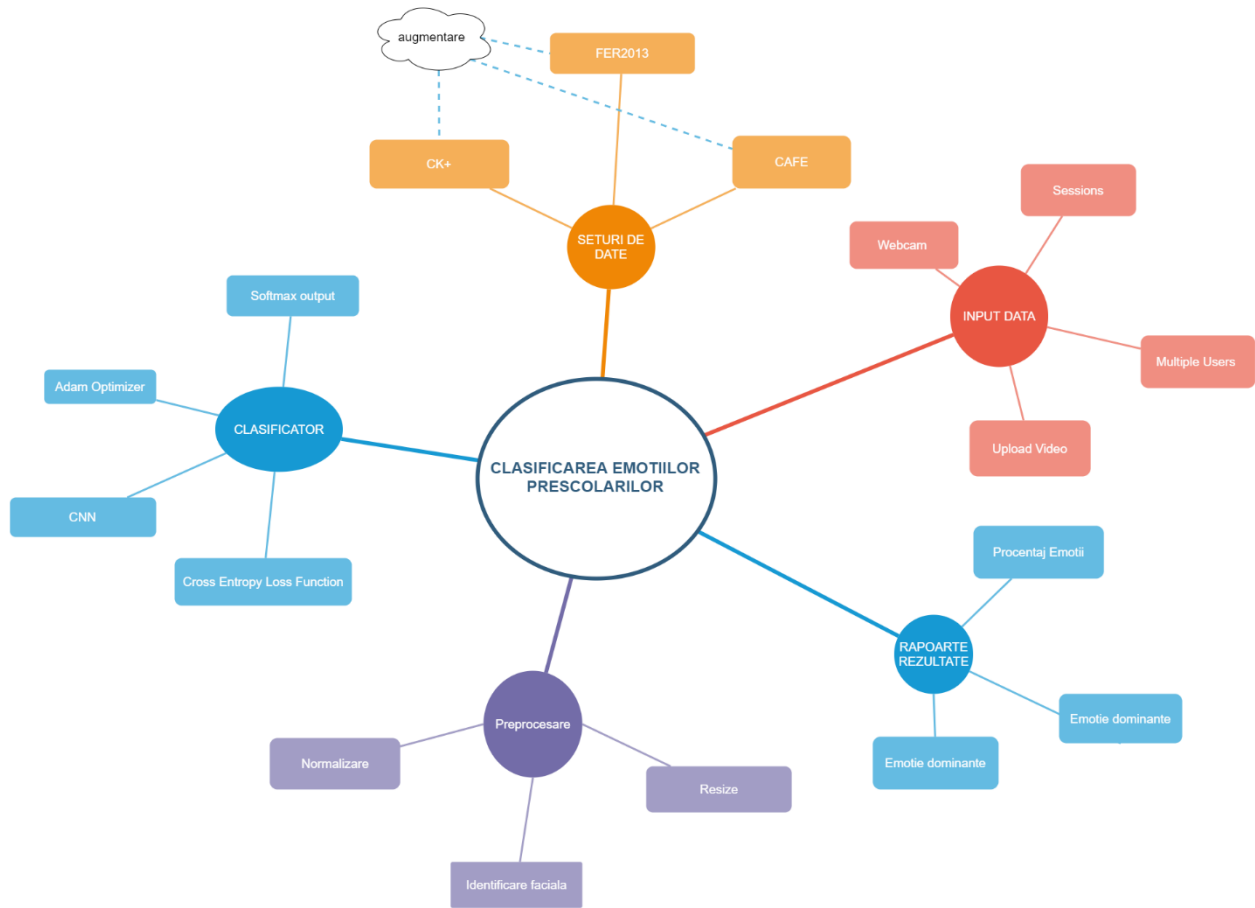 augmentare
FER2013
CK+
CAFE
SETURI DE
DATE
Sessions
Webcam
INPUT DATA
Multiple Users
Upload Video
Softmax output
Adam Optimizer
CLASIFICATOR
CNN
Cross Entropy Loss Function
CLASIFICAREA EMOTIILOR
PRESCOLARILOR
Procentaj Emotii
RAPOARTE
REZULTATE
Emotie dominante
Emotie dominante
Preprocesare
Normalizare
Resize
Identificare faciala